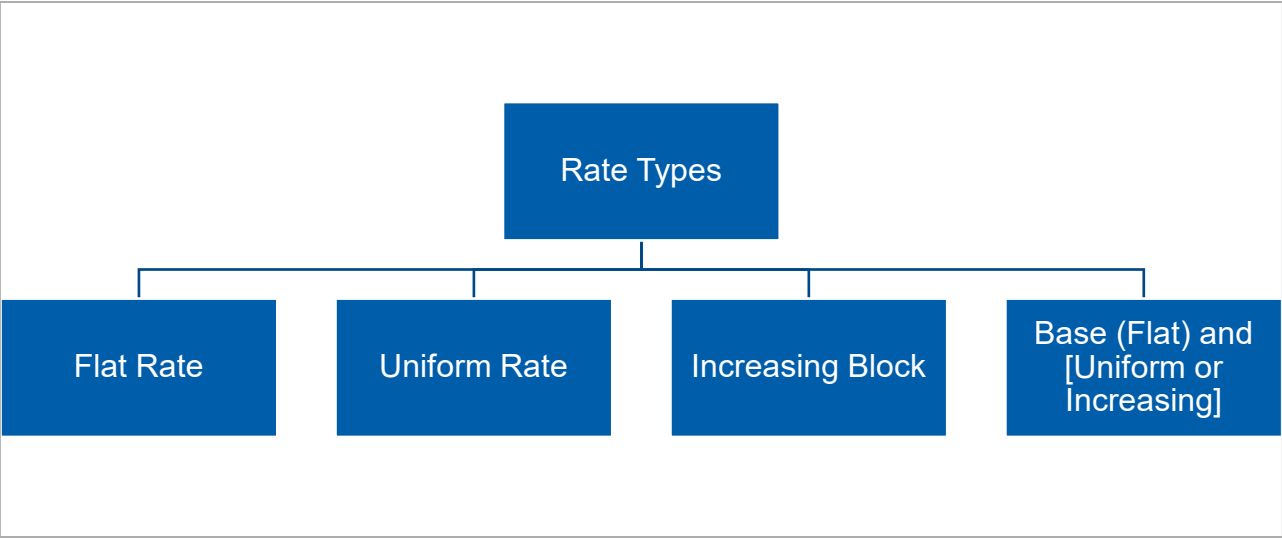 Rate Types
Flat Rate
Uniform Rate
Increasing Block
Base (Flat) and
[Uniform or
Increasing]